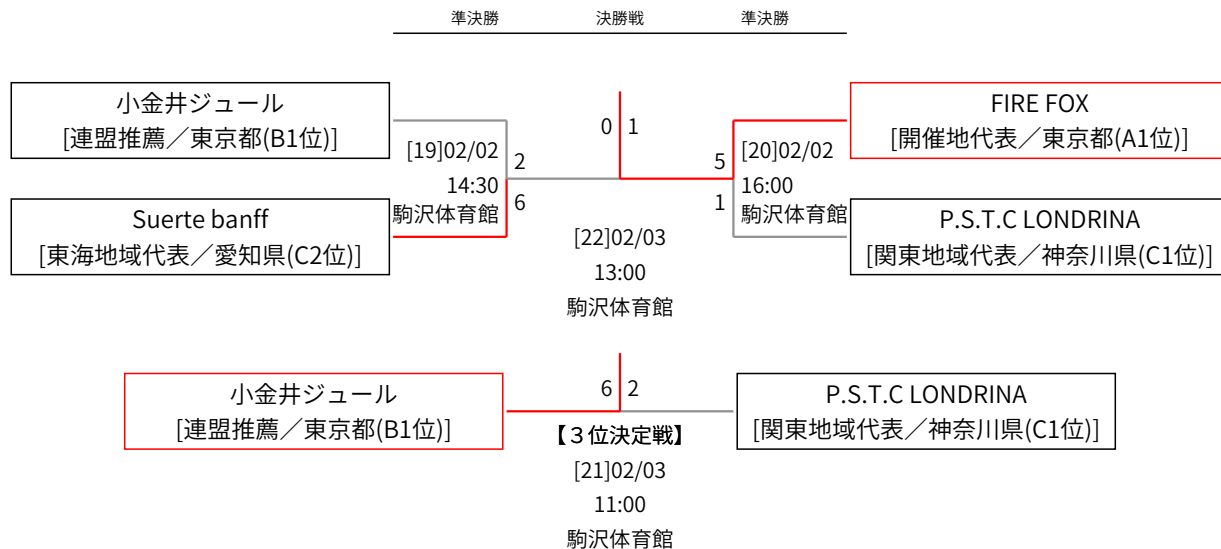 準決勝 決勝戦 準決勝
小金井ジュール
[連盟推薦／東京都(B1位)]
Suerte banff
[東海地域代表／愛知県(C2位)]
[19]02/02
14:30
駒沢体育館
2
6
0 1
[22]02/03
13:00
駒沢体育館
5
1
[20]02/02
16:00
駒沢体育館
FIRE FOX
[開催地代表／東京都(A1位)]
P.S.T.C LONDRINA
[関東地域代表／神奈川県(C1位)]
小金井ジュール
[連盟推薦／東京都(B1位)]
6 2
【３位決定戦】
[21]02/03
11:00
駒沢体育館
P.S.T.C LONDRINA
[関東地域代表／神奈川県(C1位)]